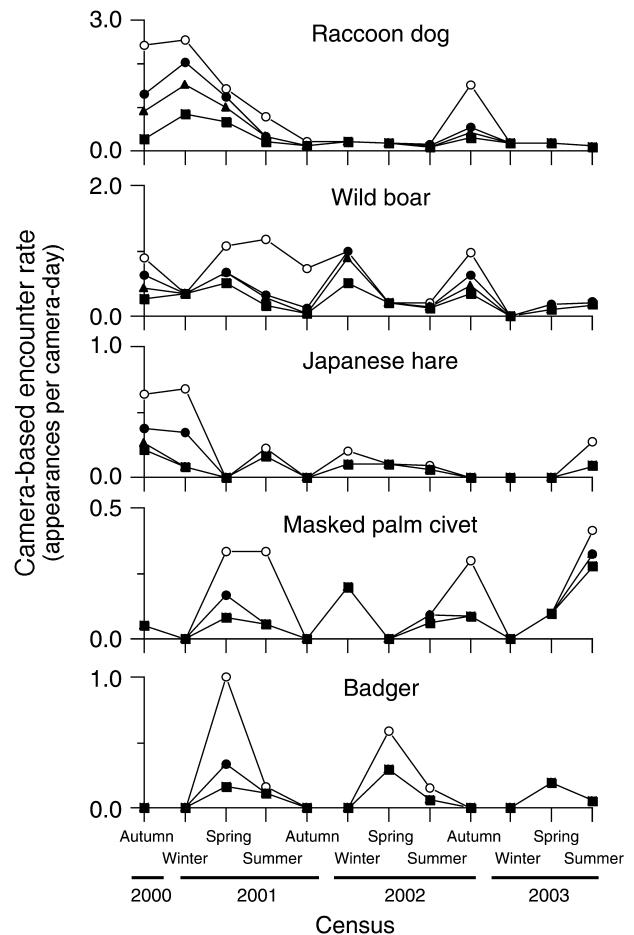 3.0
Raccoon dog
0.0
2.0
Wild boar
0.0
1.0
Japanese hare
0.0
0.5
Masked palm civet
0.0
1.0
Badger
0.0
Camera-based encounter rate
(appearances per camera-day)
Autumn Spring Autumn Spring Autumn Spring
Winter Summer Winter Summer Winter Summer
2000 2001 2002 2003
Census